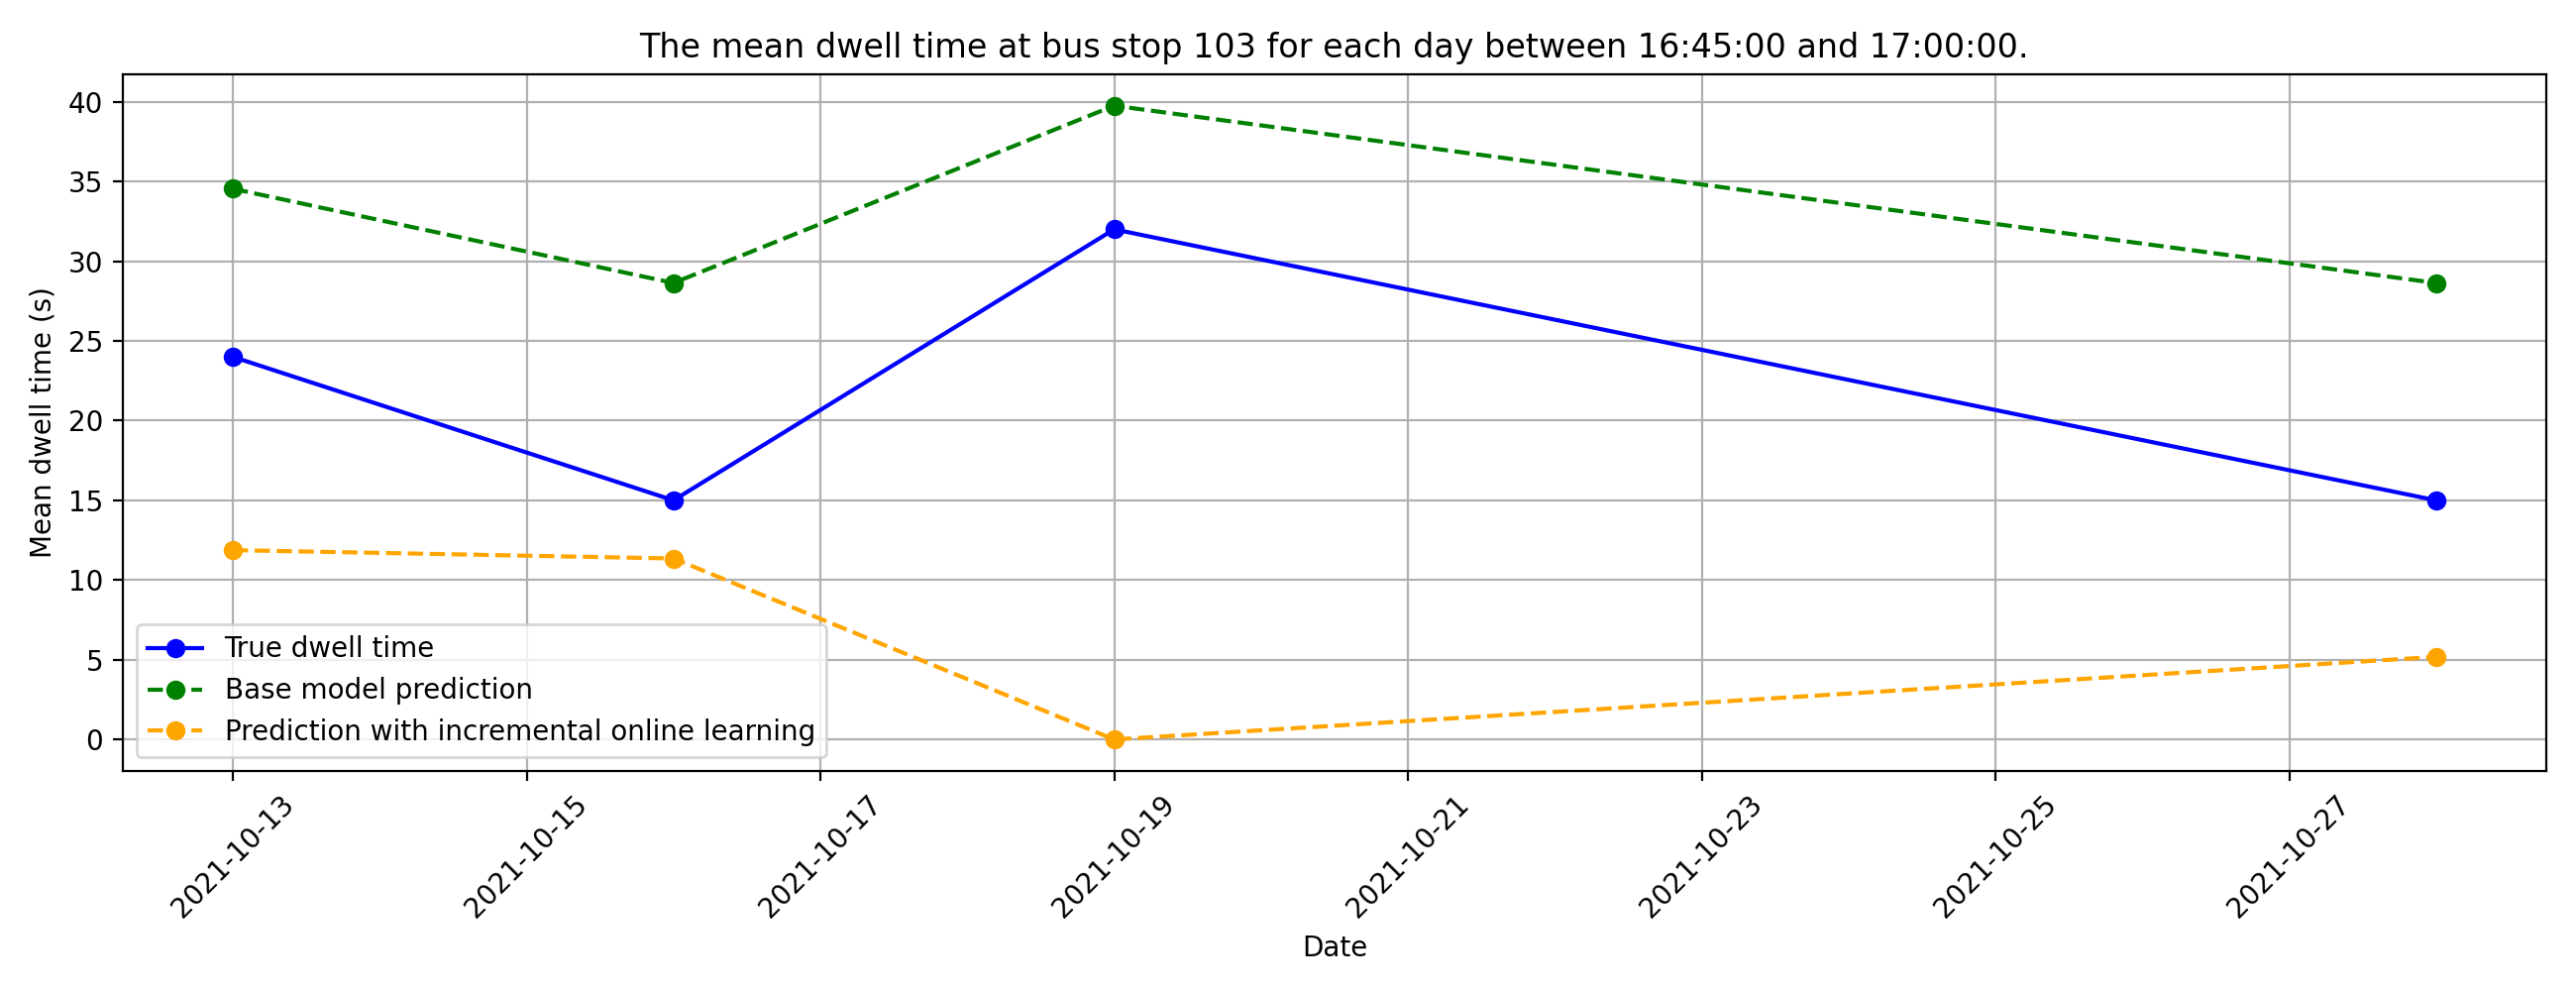 The mean dwell time at bus stop 103 for each day between 16:45:00 and 17:00:00.
Mean dwell time (s)
40
35
30
25
20
15
10
5
0
True dwell time
Base model prediction
Prediction with incremental online learning
2021-10-13
2021-10-15
2021-10-17
2021-10-19
2021-10-21
2021-10-23
2021-10-25
2021-10-27
Date